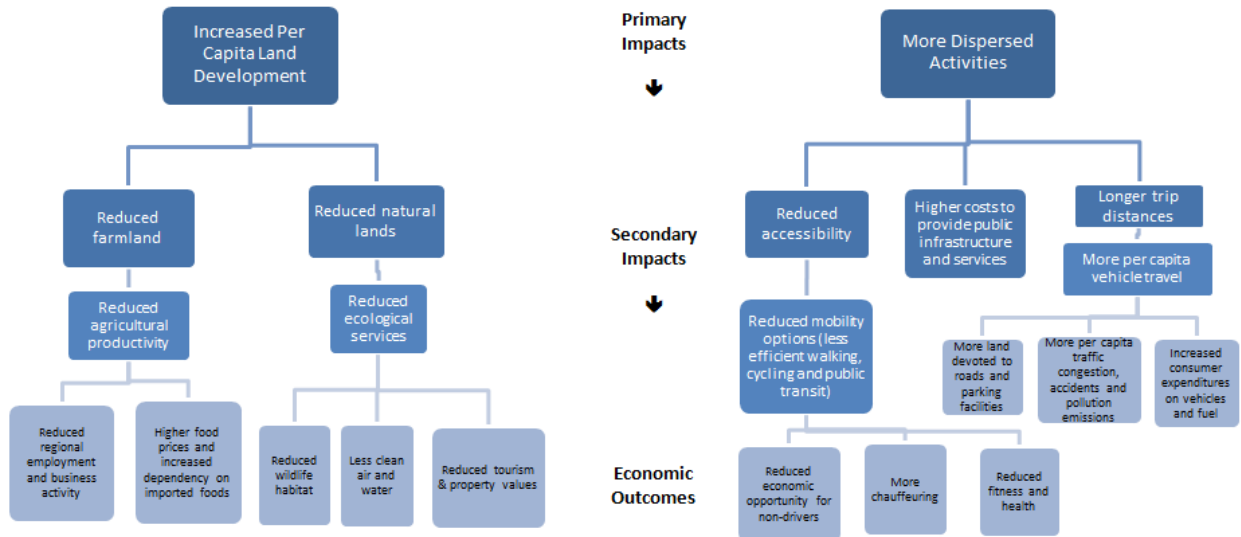 Increased Per
Capita Land
Development
Primary
Impacts
More Dispersed
Activities
Reduced
farmland
Reduced natural
lands
Secondary
Impacts
Reduced
accessibility
Higher costs to
provide public
infrastructure
and services
Longer trip
distances
More per capita
vehicle travel
Reduced
agricultural
productivity
Reduced
ecological
services
Reduced mobility
options (less
efficient walking,
cycling and public
transit)
More land
devoted to
roads and
parking
facilities
More per capita
traffic
congestion,
accidents and
pollution
emissions
Increased
consumer
expenditures
on vehicles
and fuel
Reduced
regional
employment
and business
activity
Higher food
prices and
increased
dependency on
imported foods
Reduced
wildlife
habitat
Less clean
air and
water
Reduced tourism
& property values
Economic
Outcomes
Reduced
economic
opportunity for
non-drivers
More
chauffeuring
Reduced
fitness and
health